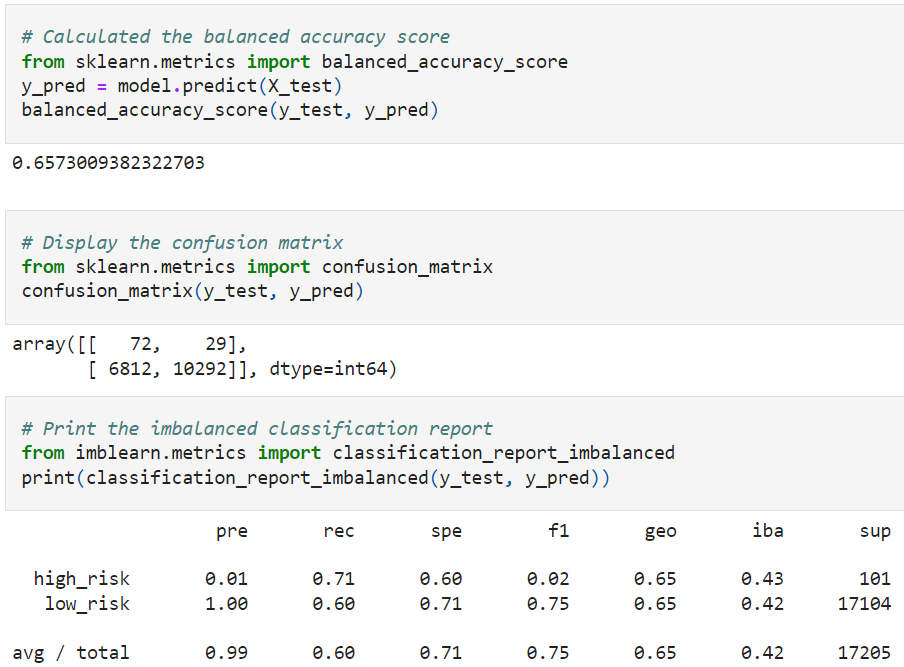 # Calculated the balanced accuracy score
from sklearn.metrics import balanced_accuracy_score
y_pred = model.predict(X_test)
balanced_accuracy_score(y_test, y_pred)
0.6573009382322703
# Display the confusion matrix
from sklearn.metrics import confusion_matrix
confusion_matrix(y_test, y_pred)
array([[   72,    29],
       [ 6812, 10292]], dtype=int64)
# Print the imbalanced classification report
from imblearn.metrics import classification_report_imbalanced
print(classification_report_imbalanced(y_test, y_pred))
                   pre       rec       spe        f1       geo       iba       sup
  high_risk       0.01      0.71      0.60      0.02      0.65      0.43       101
   low_risk       1.00      0.60      0.71      0.75      0.65      0.42     17104
avg / total       0.99      0.60      0.71      0.75      0.65      0.42     17205